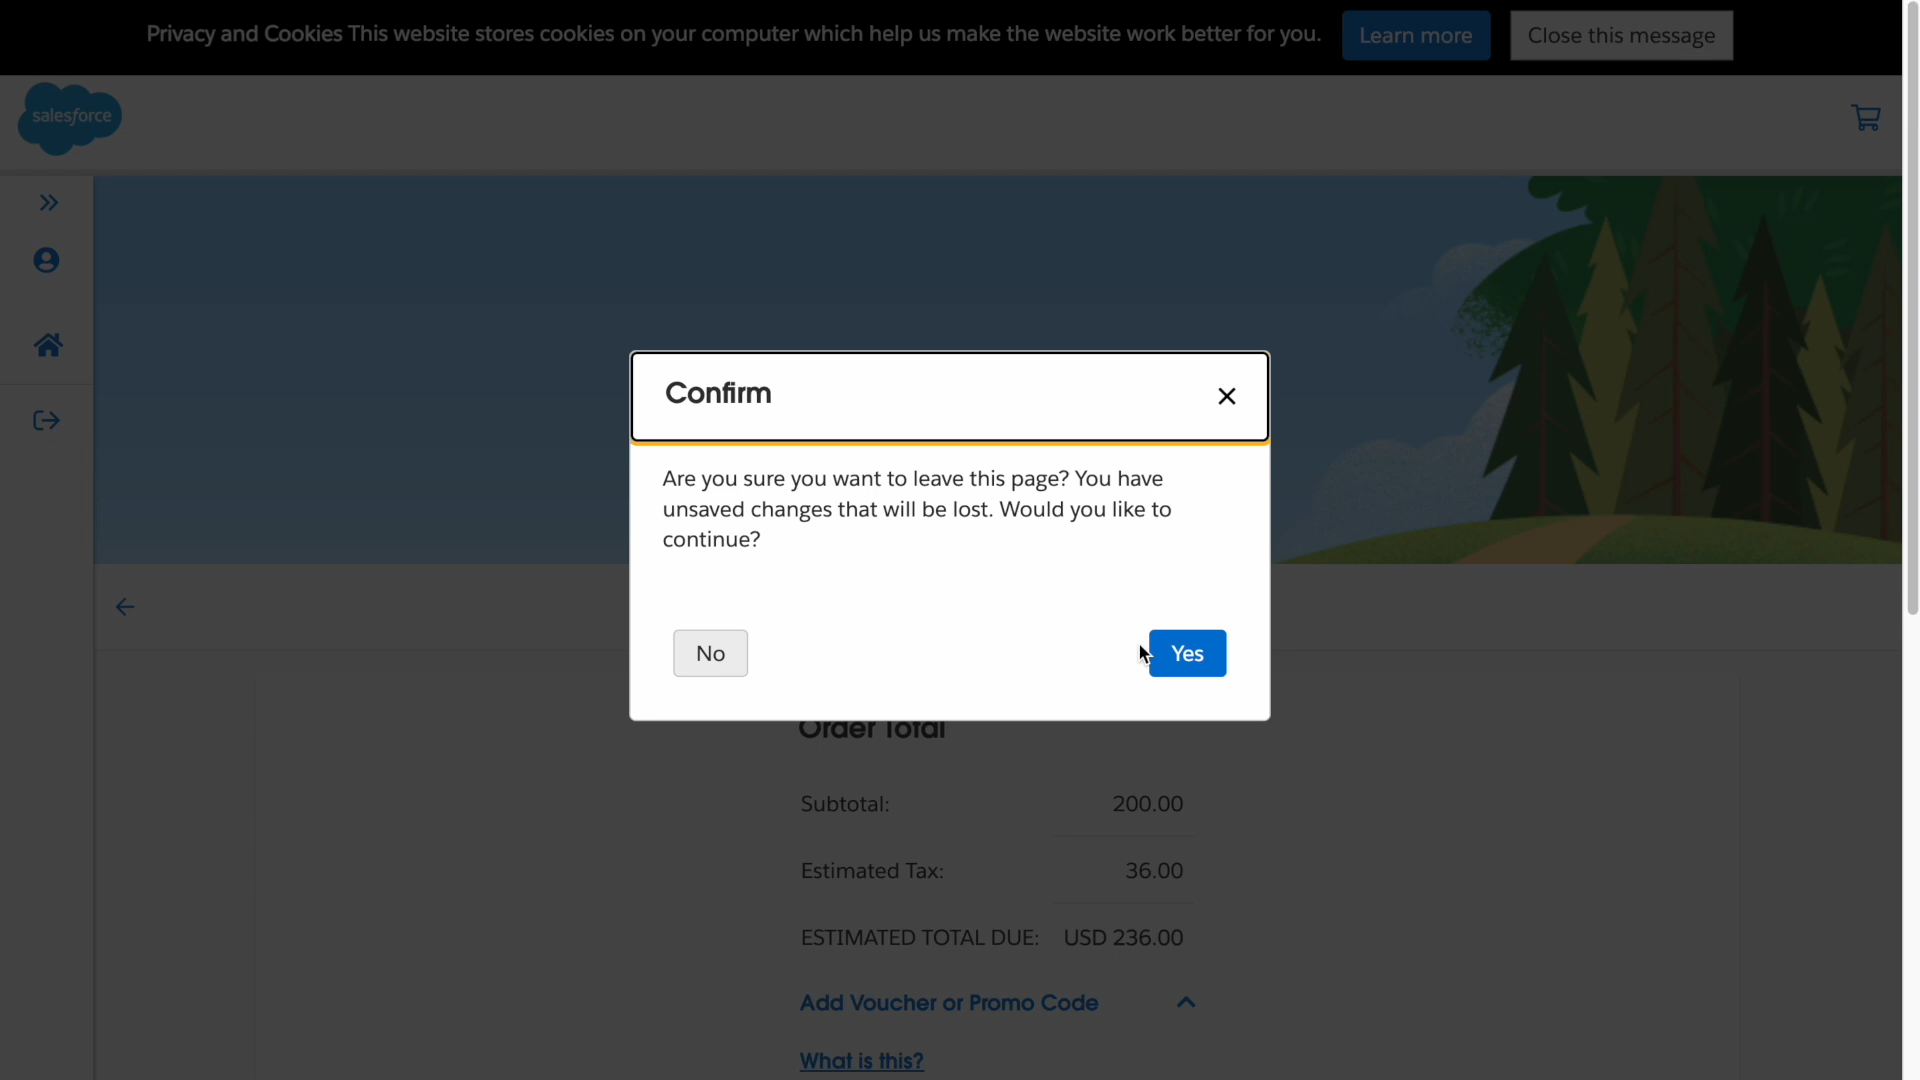 Privacy and Cookies This website stores cookies on your computer which help us make the website work better for you.
Learn more
Close this message
salesforce
Confirm
Are you sure you want to leave this page? You have
unsaved changes that will be lost. Would you like to
continue?
No
Yes
Order Total
Subtotal: 200.00
Estimated Tax: 36.00
ESTIMATED TOTAL DUE: USD 236.00
Add Voucher or Promo Code
What is this?